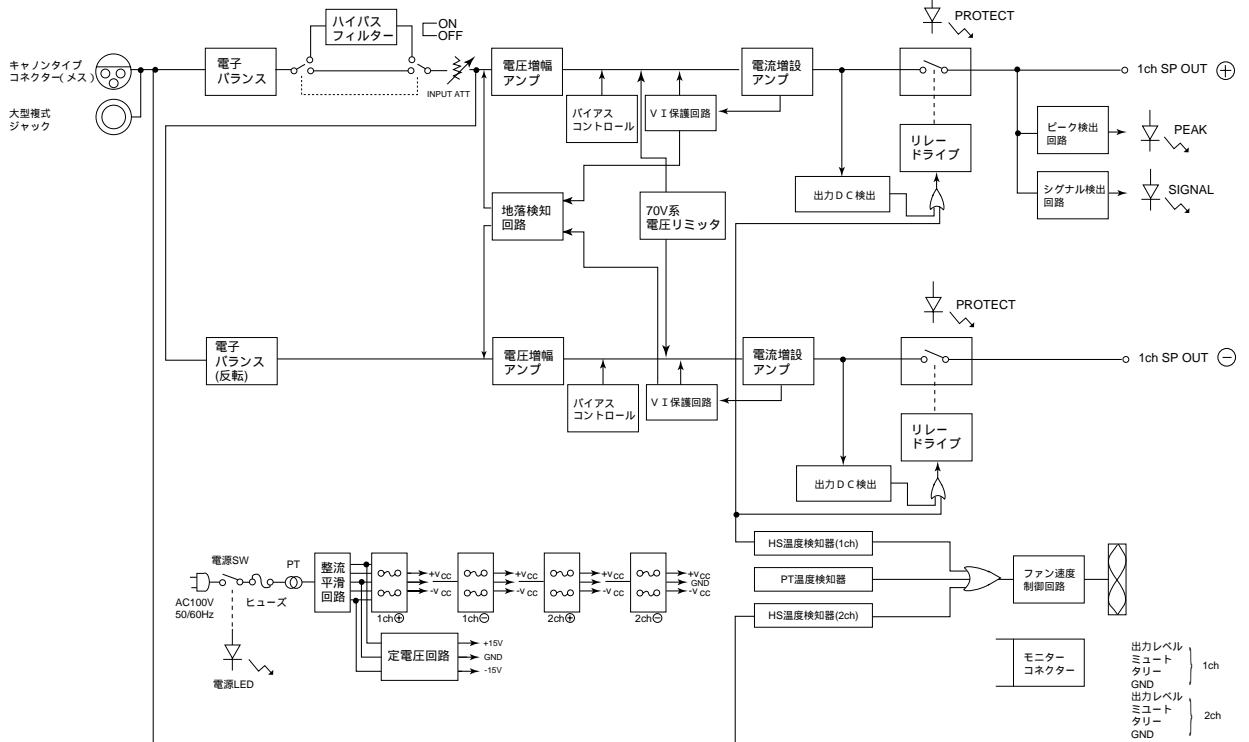 ハイパス
フィルター
ON
OFF
PROTECT
キャノンタイプ
コネクター(メス)
大型複式
ジャック
電子
バランス
INPUT ATT
電圧増幅
アンプ
バイアス
コントロール
VI保護回路
電流増設
アンプ
1ch SP OUT ⊕
リレー
ドライブ
ピーク検出
回路
PEAK
出力DC検出
シグナル検出
回路
SIGNAL
地落検知
回路
70V系
電圧リミッタ
PROTECT
電子
バランス
(反転)
電圧増幅
アンプ
バイアス
コントロール
VI保護回路
電流増設
アンプ
1ch SP OUT ⊖
リレー
ドライブ
出力DC検出
電源SW
PT
AC100V
50/60Hz
ヒューズ
電源LED
整流
平滑
回路
+Vcc
-Vcc
1ch⊕
+Vcc
-Vcc
1ch⊖
+Vcc
-Vcc
2ch⊕
+Vcc
GND
-Vcc
2ch⊖
定電圧回路
+15V
GND
-15V
HS温度検知器(1ch)
PT温度検知器
HS温度検知器(2ch)
ファン速度
制御回路
モニター
コネクター
出力レベル
ミュート
タリー
GND
1ch
出力レベル
ミユート
タリー
GND
2ch